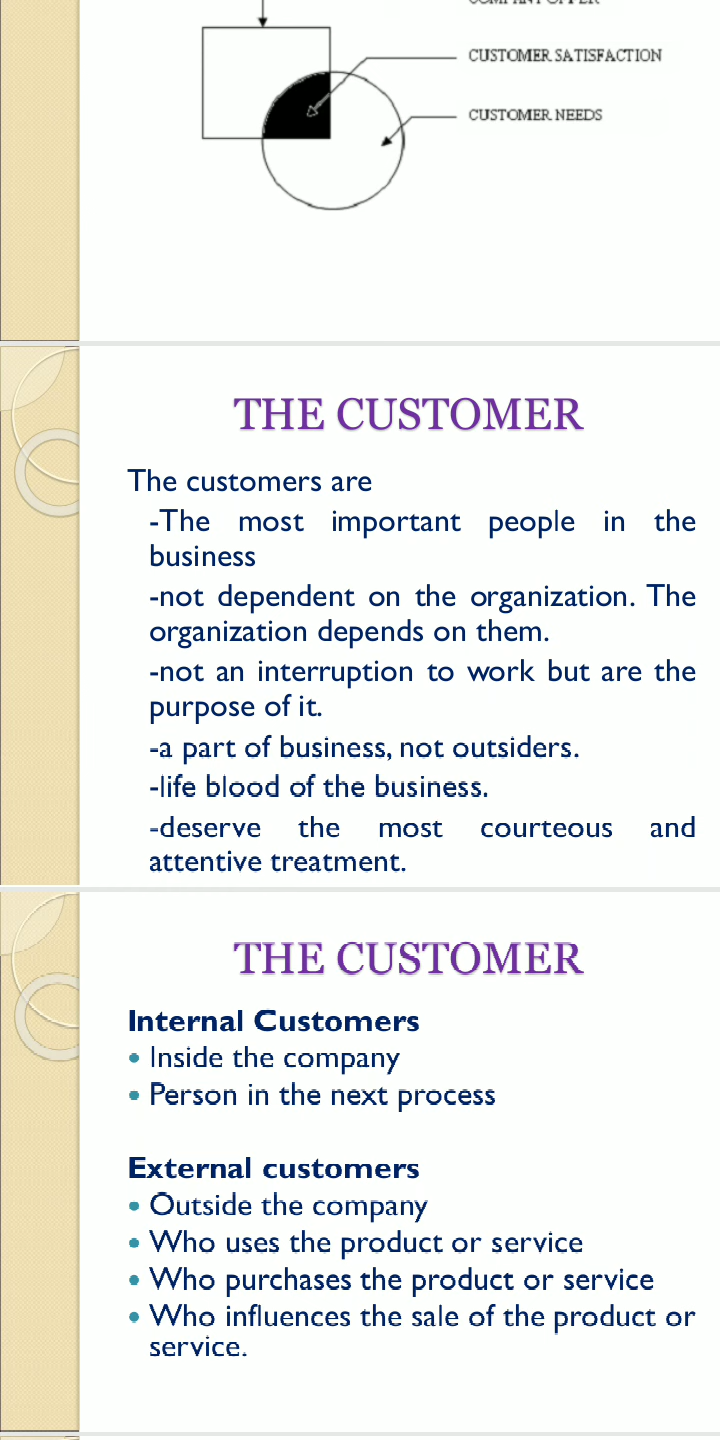 CUSTOMER SATISFACTION
CUSTOMER NEEDS
THE CUSTOMER
The customers are
-The most important people in the
business
-not dependent on the organization. The
organization depends on them.
-not an interruption to work but are the
purpose of it.
-a part of business, not outsiders.
-life blood of the business.
-deserve the most courteous and
attentive treatment.
THE CUSTOMER
Internal Customers
• Inside the company
• Person in the next process
External customers
• Outside the company
• Who uses the product or service
• Who purchases the product or service
• Who influences the sale of the product or
service.